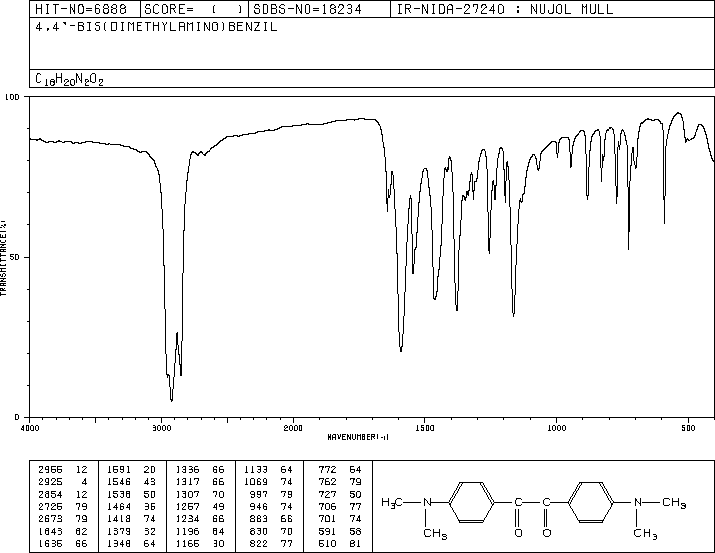 HIT-NO=6888 SCORE= ( ) SDBS-NO=18234 IR-NIDA-27240 : NUJOL MULL
4,4'-BIS(DIMETHYLAMINO)BENZIL
C18H20N2O2
100
50
0
TRANSMITTANCE(%)
4000 3000 2000 1500 1000 500
WAVENUMBER(-1)
2955 12 1591 20 1336 66 1133 64 772 64
2925 4 1546 43 1317 66 1069 74 762 79
2854 12 1538 50 1307 70 997 79 727 50
2725 79 1464 35 1257 49 946 74 706 77
2673 79 1418 74 1234 66 883 66 701 74
1643 62 1379 32 1196 64 830 70 591 58
1635 66 1348 64 1165 30 822 77 510 81
H3C N C C N CH3
CH3 O O CH3